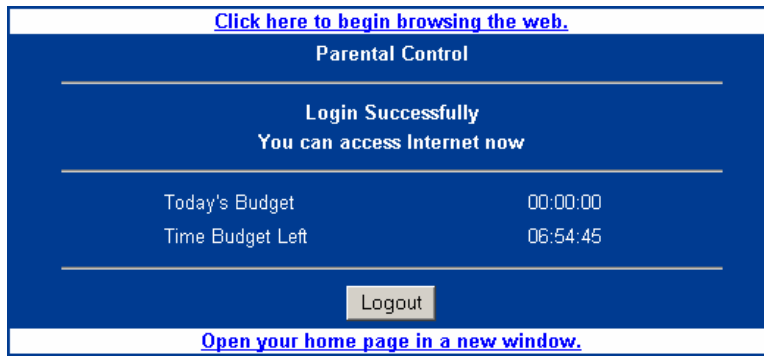 Click here to begin browsing the web.
Parental Control
Login Successfully
You can access Internet now
Today's Budget 00:00:00
Time Budget Left 06:54:45
Logout
Open your home page in a new window.